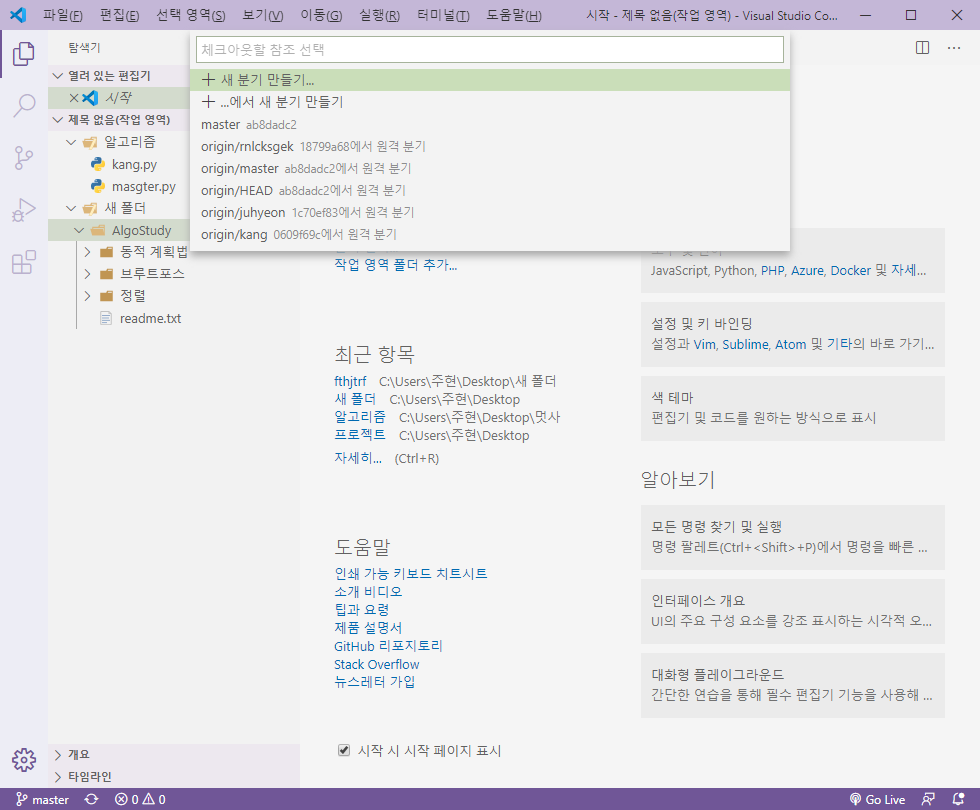 파일(F) 편집(E) 선택 영역(S) 보기(V) 이동(G) 실행(R) 터미널(T) 도움말(H) 시작 - 제목 없음(작업 영역) - Visual Studio Co...
탐색기
열려 있는 편집기
시작
제목 없음(작업 영역)
알고리즘
kang.py
masgter.py
새 폴더
AlgoStudy
동적 계획법
브루트포스
정렬
readme.txt
개요
타임라인
체크아웃할 참조 선택
새 분기 만들기...
...에서 새 분기 만들기
master ab8dadc2
origin/rnlcksgek 18799a68에서 원격 분기
origin/master ab8dadc2에서 원격 분기
origin/HEAD ab8dadc2에서 원격 분기
origin/juhyeon 1c70ef83에서 원격 분기
origin/kang 0609f69c에서 원격 분기
작업 영역 폴더 추가...
최근 항목
fthjtrf C:\Users\주현\Desktop\새 폴더
새 폴더 C:\Users\주현\Desktop
알고리즘 C:\Users\주현\Desktop\멋사
프로젝트 C:\Users\주현\Desktop
자세히... (Ctrl+R)
도움말
인쇄 가능 키보드 치트시트
소개 비디오
팁과 요령
제품 설명서
GitHub 리포지토리
Stack Overflow
뉴스레터 가입
시작 시 시작 페이지 표시
JavaScript, Python, PHP, Azure, Docker 및 자세...
설정 및 키 바인딩
설정과 Vim, Sublime, Atom 및 기타의 바로 가기...
색 테마
편집기 및 코드를 원하는 방식으로 표시
알아보기
모든 명령 찾기 및 실행
명령 팔레트(Ctrl+<Shift>+P)에서 명령을 빠른 ...
인터페이스 개요
UI의 주요 구성 요소를 강조 표시하는 시각적 오...
대화형 플레이그라운드
간단한 연습을 통해 필수 편집기 기능을 사용해 ...
master 0 0 Go Live